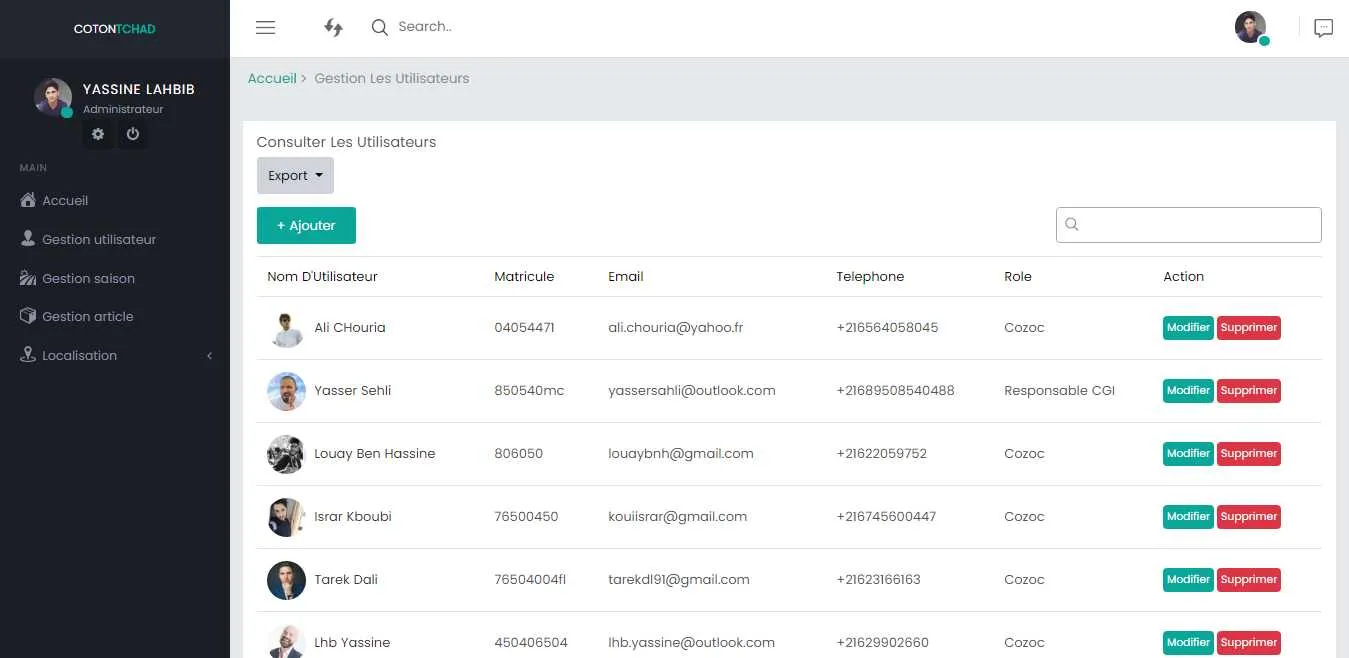 COTONTCHAD
Search..
YASSINE LAHBIB
Administrateur
MAIN
Accueil
Gestion utilisateur
Gestion saison
Gestion article
Localisation
Accueil > Gestion Les Utilisateurs
Consulter Les Utilisateurs
Export
+ Ajouter
Nom D'Utilisateur Matricule Email Telephone Role Action
Ali CHouria 04054471 ali.chouria@yahoo.fr +216564058045 Cozoc Modifier Supprimer
Yasser Sehli 850540mc yassersahli@outlook.com +21689508540488 Responsable CGI Modifier Supprimer
Louay Ben Hassine 806050 louaybnh@gmail.com +21622059752 Cozoc Modifier Supprimer
Israr Kboubi 76500450 kouiisrar@gmail.com +216745600447 Cozoc Modifier Supprimer
Tarek Dali 76504004fl tarekdl91@gmail.com +21623166163 Cozoc Modifier Supprimer
Lhb Yassine 450406504 lhb.yassine@outlook.com +21629902660 Cozoc Modifier Supprimer